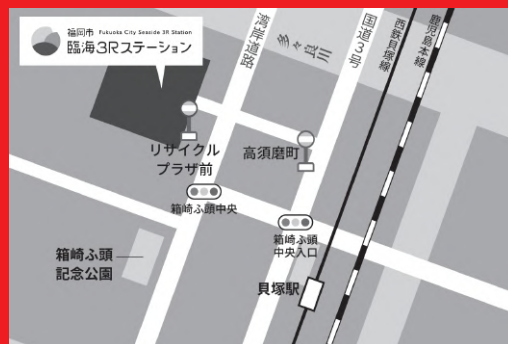 福岡市 Fukuoka City Seaside 3R Station
臨海3Rステーション
湾岸道路
多々良川
国道3号
西鉄貝塚線
鹿児島本線
リサイクル
プラザ前
高須磨町
箱崎ふ頭中央
箱崎ふ頭
中央入口
箱崎ふ頭
記念公園
貝塚駅